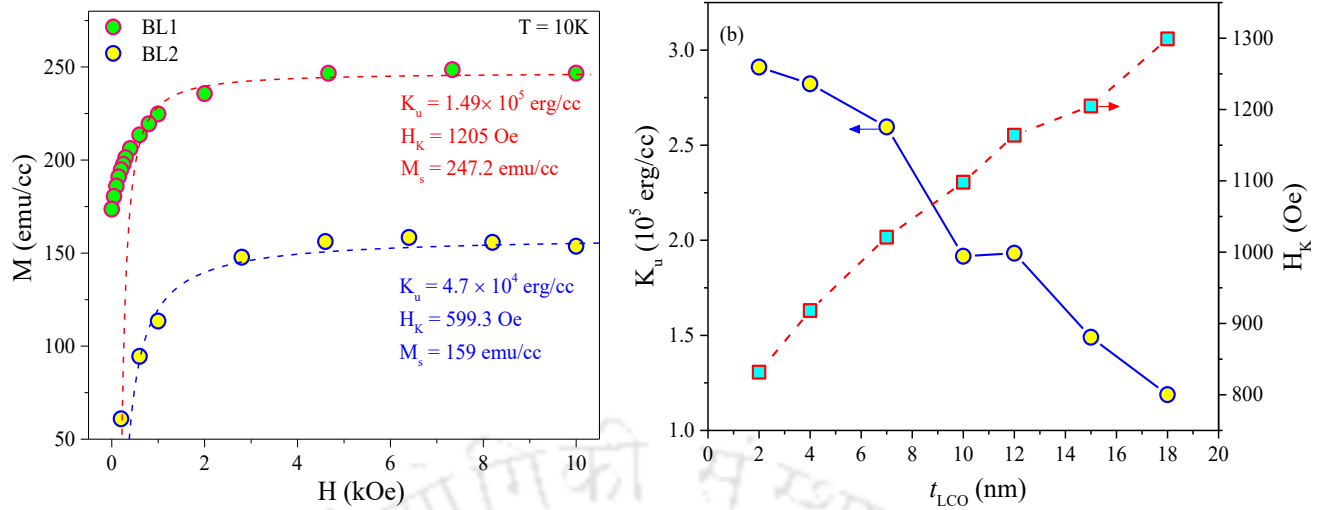 BL1
BL2
T = 10K
K_u = 1.49× 10^5 erg/cc
H_K = 1205 Oe
M_s = 247.2 emu/cc
K_u = 4.7 × 10^4 erg/cc
H_K = 599.3 Oe
M_s = 159 emu/cc
M (emu/cc)
250
200
150
100
50
0 2 4 6 8 10
H (kOe)
(b)
K_u (10^5 erg/cc)
3.0
2.5
2.0
1.5
1.0
0 2 4 6 8 10 12 14 16 18 20
t_LCO (nm)
1300
1200
1100
1000
900
800
H_K (Oe)